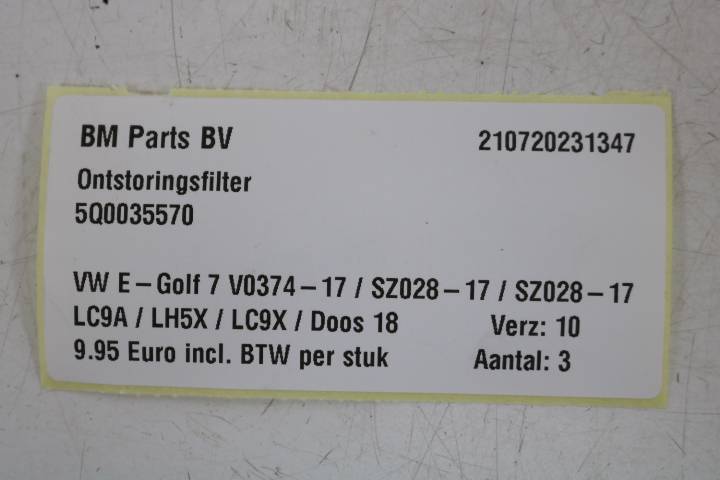 BM Parts BV 210720231347
Ontstoringsfilter
5Q0035570
VW E-Golf 7 V0374-17 / SZ028-17 / SZ028-17
LC9A / LH5X / LC9X / Doos 18 Verz: 10
9.95 Euro incl. BTW per stuk Aantal: 3